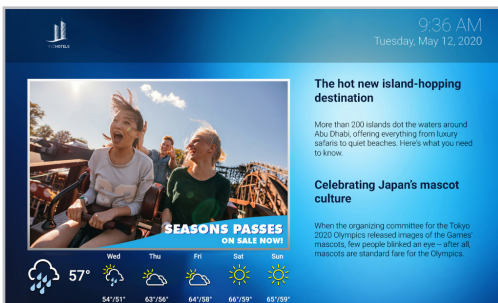 9:36 AM
Tuesday, May 12, 2020
HOTELS
The hot new island-hopping
destination
More than 200 islands dot the waters around
Abu Dhabi, offering everything from luxury
safaris to quiet beaches. Here's what you need
to know.
Celebrating Japan's mascot
culture
When the organizing committee for the Tokyo
2020 Olympics released images of the Games'
mascots, few people blinked an eye – after all,
mascots are standard fare for the Olympics.
SEASONS PASSES
ON SALE NOW!
57°
Wed
Thu
Fri
Sat
Sun
54°/51°
63°/56°
64°/58°
66°/59°
65°/59°